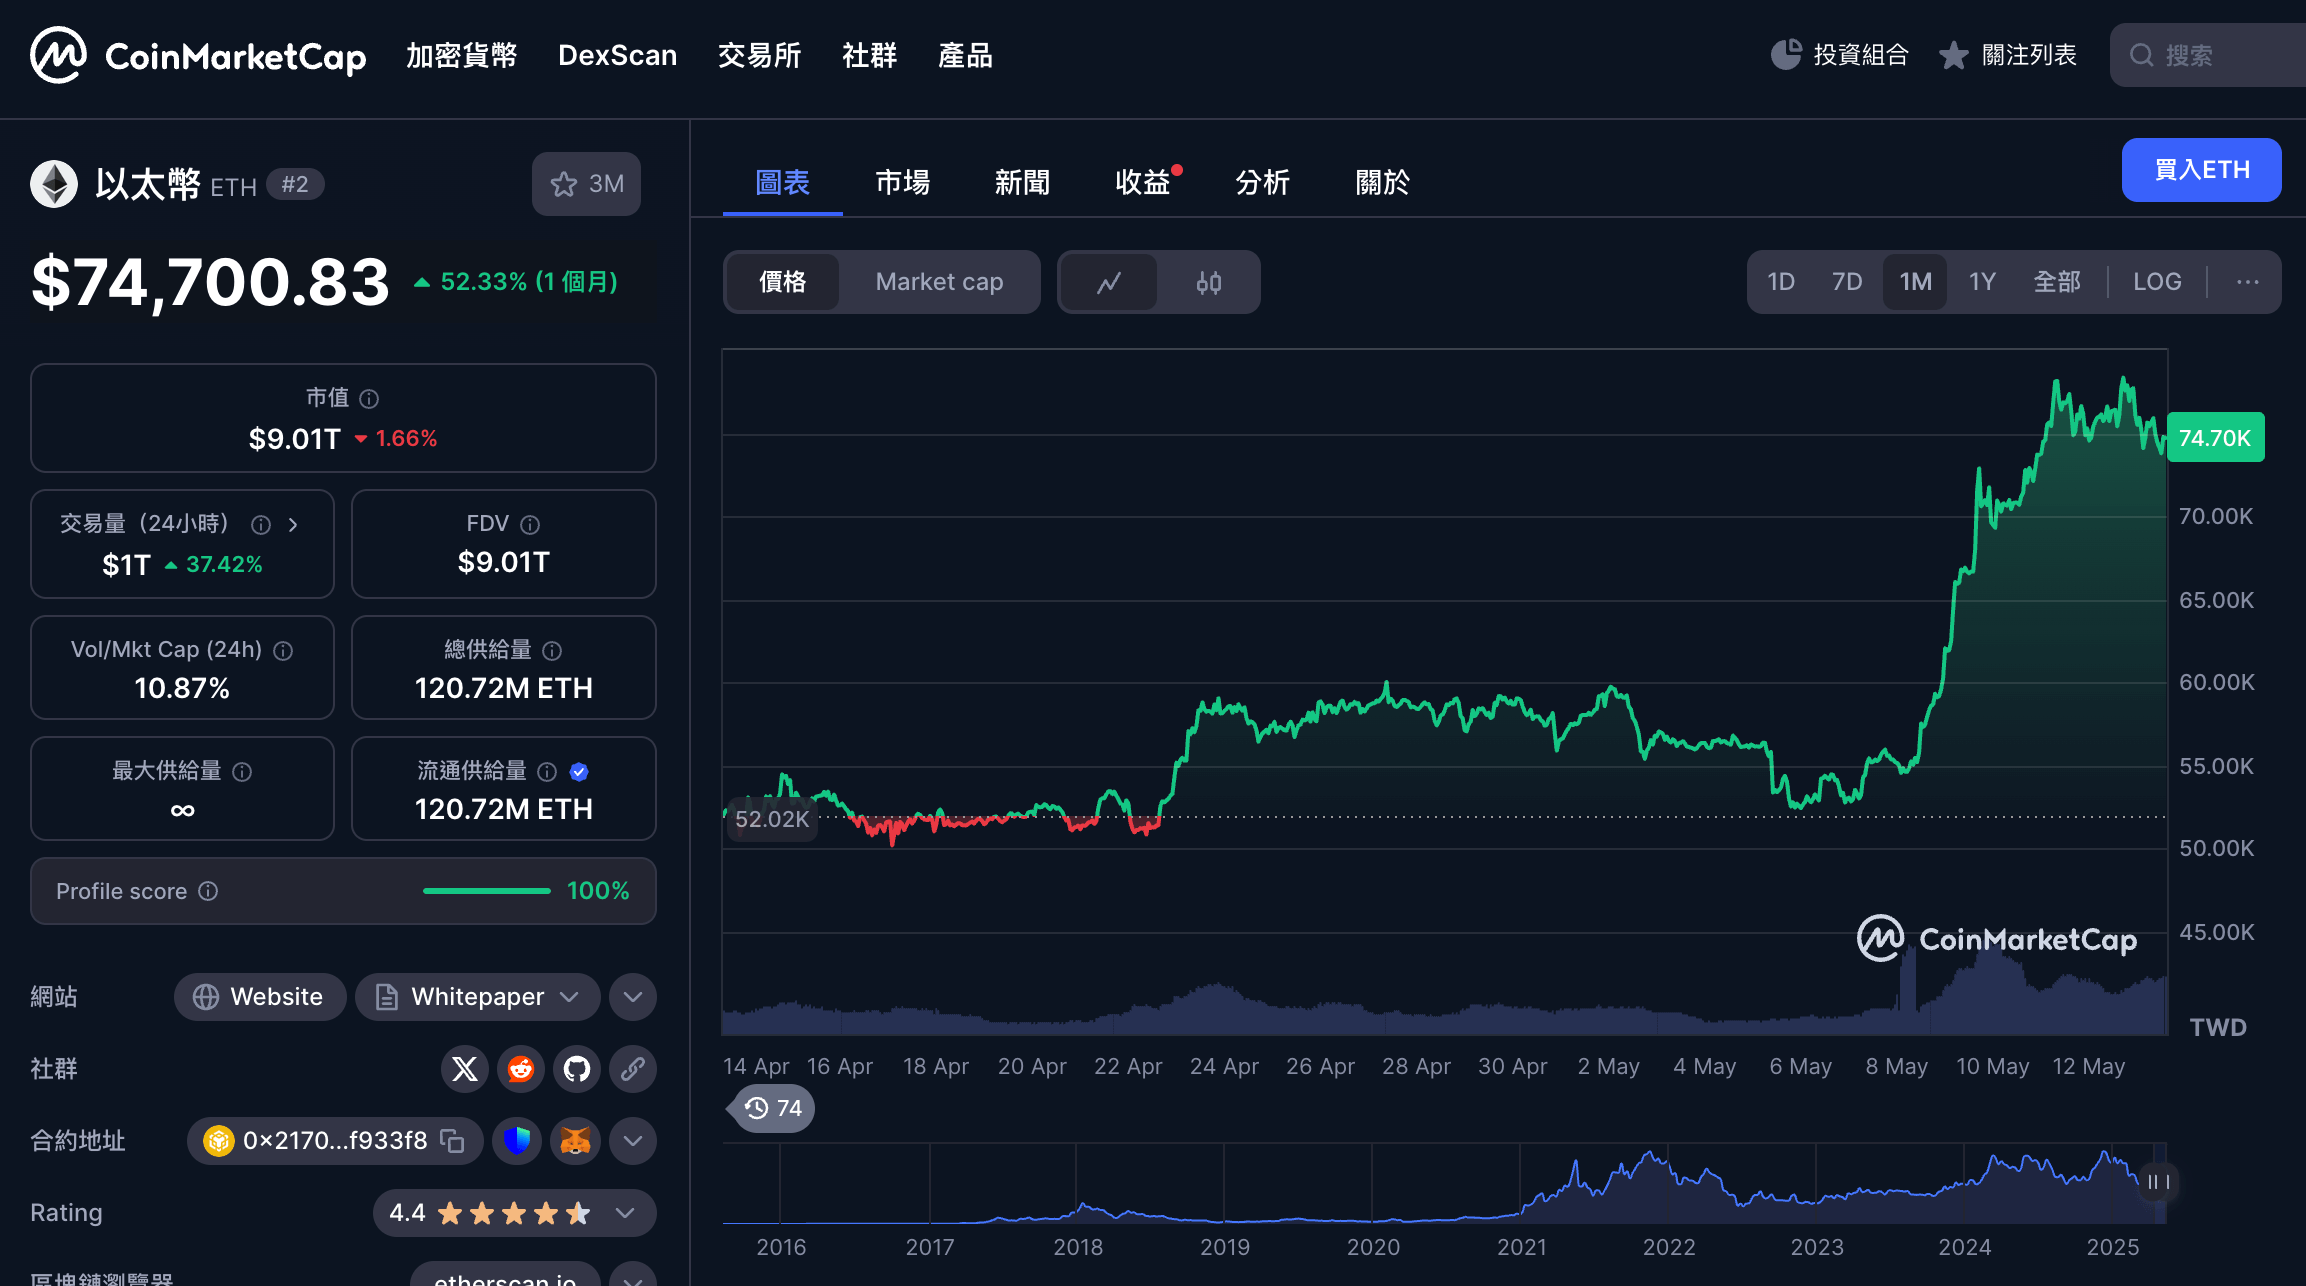 CoinMarketCap 加密貨幣 DexScan 交易所 社群 產品 投資組合 關注列表 搜索
以太幣 ETH #2 3M
$74,700.83 52.33% (1 個月)
市值
$9.01T 1.66%
交易量（24小時）
$1T 37.42%
FDV
$9.01T
Vol/Mkt Cap (24h)
10.87%
總供給量
120.72M ETH
最大供給量
∞
流通供給量
120.72M ETH
Profile score 100%
網站 Website Whitepaper
社群
合約地址 0x2170...f933f8
Rating 4.4
區塊鏈瀏覽器 etherscan.io
圖表 市場 新聞 收益 分析 關於 買入ETH
價格 Market cap 1D 7D 1M 1Y 全部 LOG ...
74.70K
70.00K
65.00K
60.00K
55.00K
52.02K
50.00K
45.00K
CoinMarketCap
TWD
14 Apr 16 Apr 18 Apr 20 Apr 22 Apr 24 Apr 26 Apr 28 Apr 30 Apr 2 May 4 May 6 May 8 May 10 May 12 May
74
2016 2017 2018 2019 2020 2021 2022 2023 2024 2025